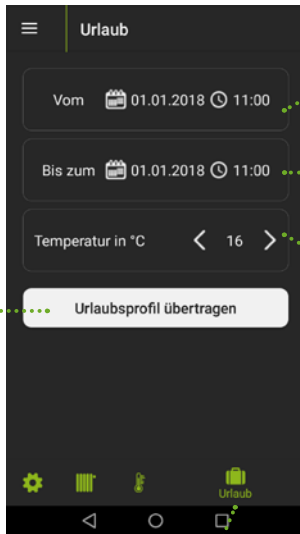 Urlaub
Vom 01.01.2018 11:00
Bis zum 01.01.2018 11:00
Temperatur in °C 16
Urlaubsprofil übertragen
Urlaub